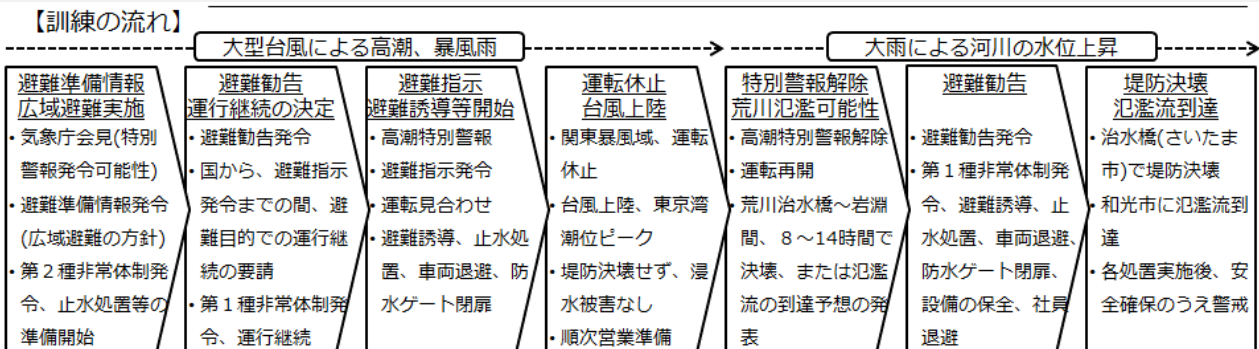 【訓練の流れ】
大型台風による高潮、暴風雨
大雨による河川の水位上昇
避難準備情報
広域避難実施
・気象庁会見(特別
警報発令可能性)
・避難準備情報発令
(広域避難の方針)
・第２種非常体制発
令、止水処置等の
準備開始
避難勧告
運行継続の決定
・避難勧告発令
・国から、避難指示
発令までの間、避
難目的での運行継
続の要請
・第１種非常体制発
令、運行継続
避難指示
避難誘導等開始
・高潮特別警報
・避難指示発令
・運転見合わせ
・避難誘導、止水処
置、車両退避、防
水ゲート閉扉
運転休止
台風上陸
・関東暴風域、運転
休止
・台風上陸、東京湾
潮位ピーク
・堤防決壊せず、浸
水被害なし
・順次営業準備
特別警報解除
荒川氾濫可能性
・高潮特別警報解除
・運転再開
・荒川治水橋～岩淵
間、８～14時間で
決壊、または氾濫
流の到達予想の発
表
避難勧告
・避難勧告発令
・第１種非常体制発
令、避難誘導、止
水処置、車両退避、
防水ゲート閉扉、
設備の保全、社員
退避
堤防決壊
氾濫流到達
・治水橋(さいたま
市)で堤防決壊
・和光市に氾濫流到
達
・各処置実施後、安
全確保のうえ警戒